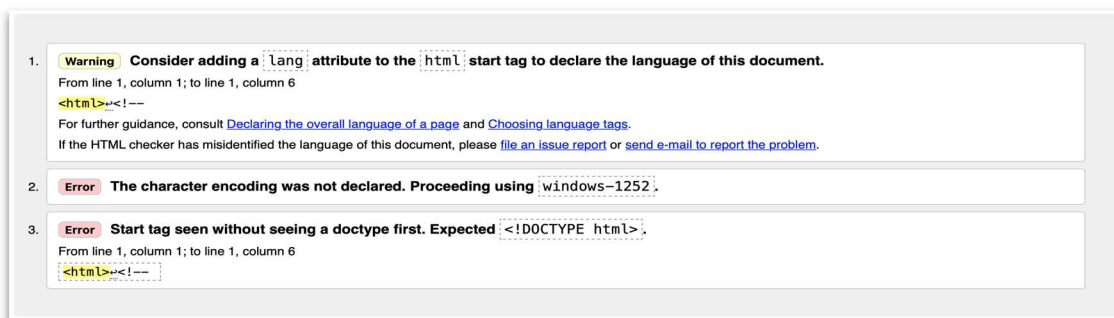 1. Warning Consider adding a lang attribute to the html start tag to declare the language of this document.
From line 1, column 1; to line 1, column 6
<html>↩<!--
For further guidance, consult Declaring the overall language of a page and Choosing language tags.
If the HTML checker has misidentified the language of this document, please file an issue report or send e-mail to report the problem.
2. Error The character encoding was not declared. Proceeding using windows-1252.
3. Error Start tag seen without seeing a doctype first. Expected <!DOCTYPE html>.
From line 1, column 1; to line 1, column 6
<html>↩<!--